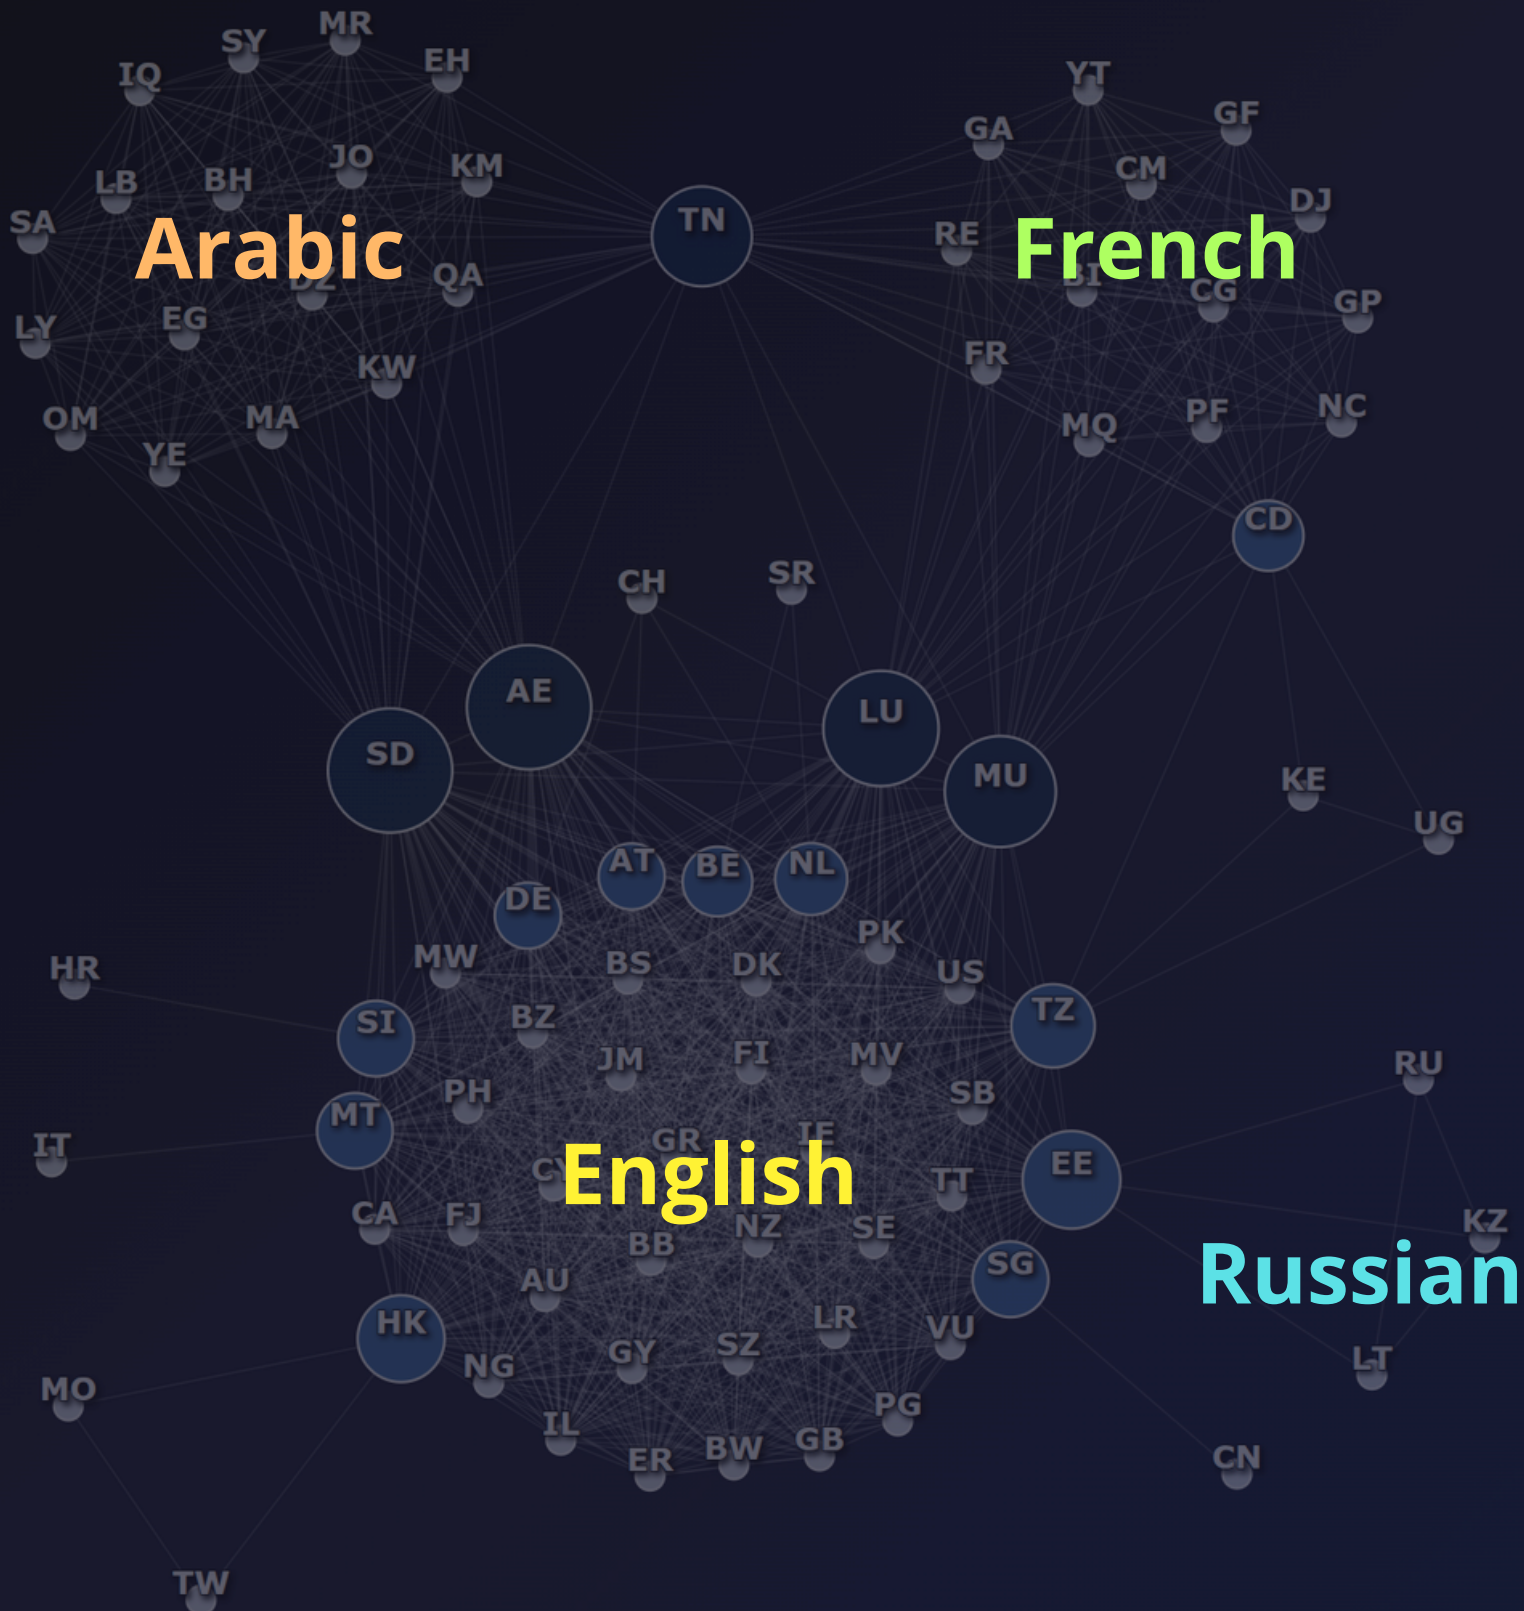 MR
SY
EH
IQ
YT
GF
GA
JO
KM
CM
LB
BH
DJ
SA
TN
RE
Arabic
French
DZ
QA
BI
CG
GP
EG
LY
KW
FR
OM
MA
MQ
PF
NC
YE
CD
CH
SR
AE
LU
SD
MU
KE
UG
AT
BE
NL
DE
PK
MW
BS
DK
US
HR
SI
BZ
TZ
JM
FI
MV
RU
PH
SB
MT
GR
IE
IT
EE
CY
English
TT
CA
FJ
BB
NZ
SE
KZ
SG
Russian
AU
HK
LR
VU
NG
GY
SZ
LT
MO
IL
PG
ER
BW
GB
CN
TW